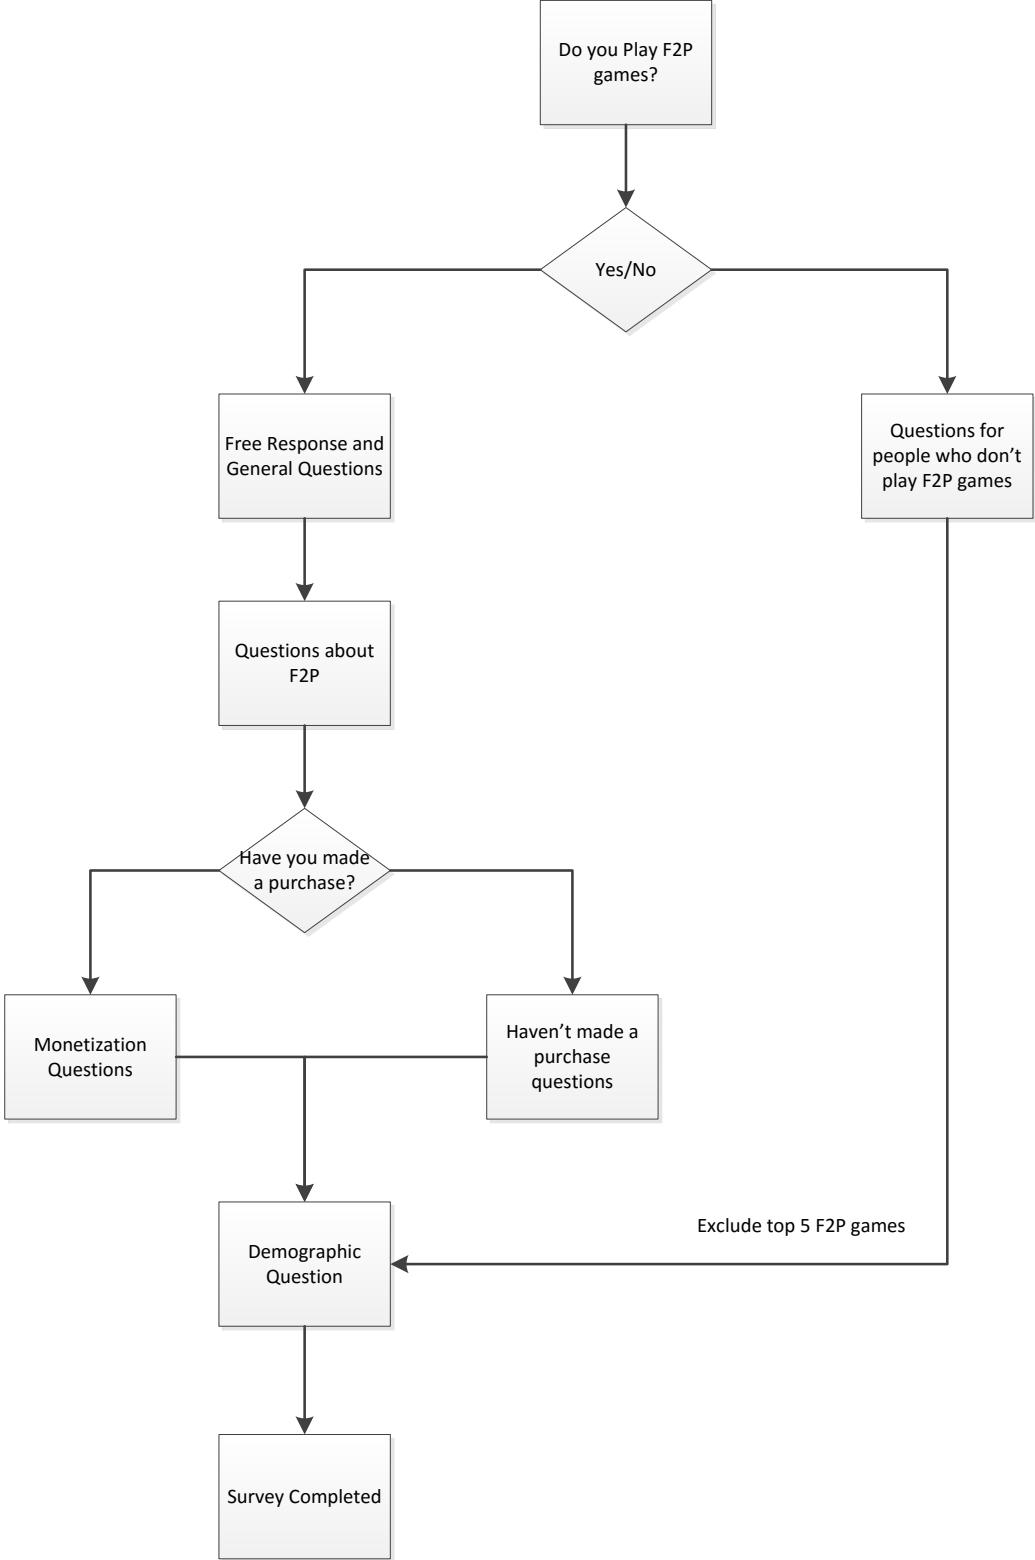 Do you Play F2P
games?
Yes/No
Free Response and
General Questions
Questions for
people who don’t
play F2P games
Questions about
F2P
Have you made
a purchase?
Monetization
Questions
Haven’t made a
purchase
questions
Exclude top 5 F2P games
Demographic
Question
Survey Completed